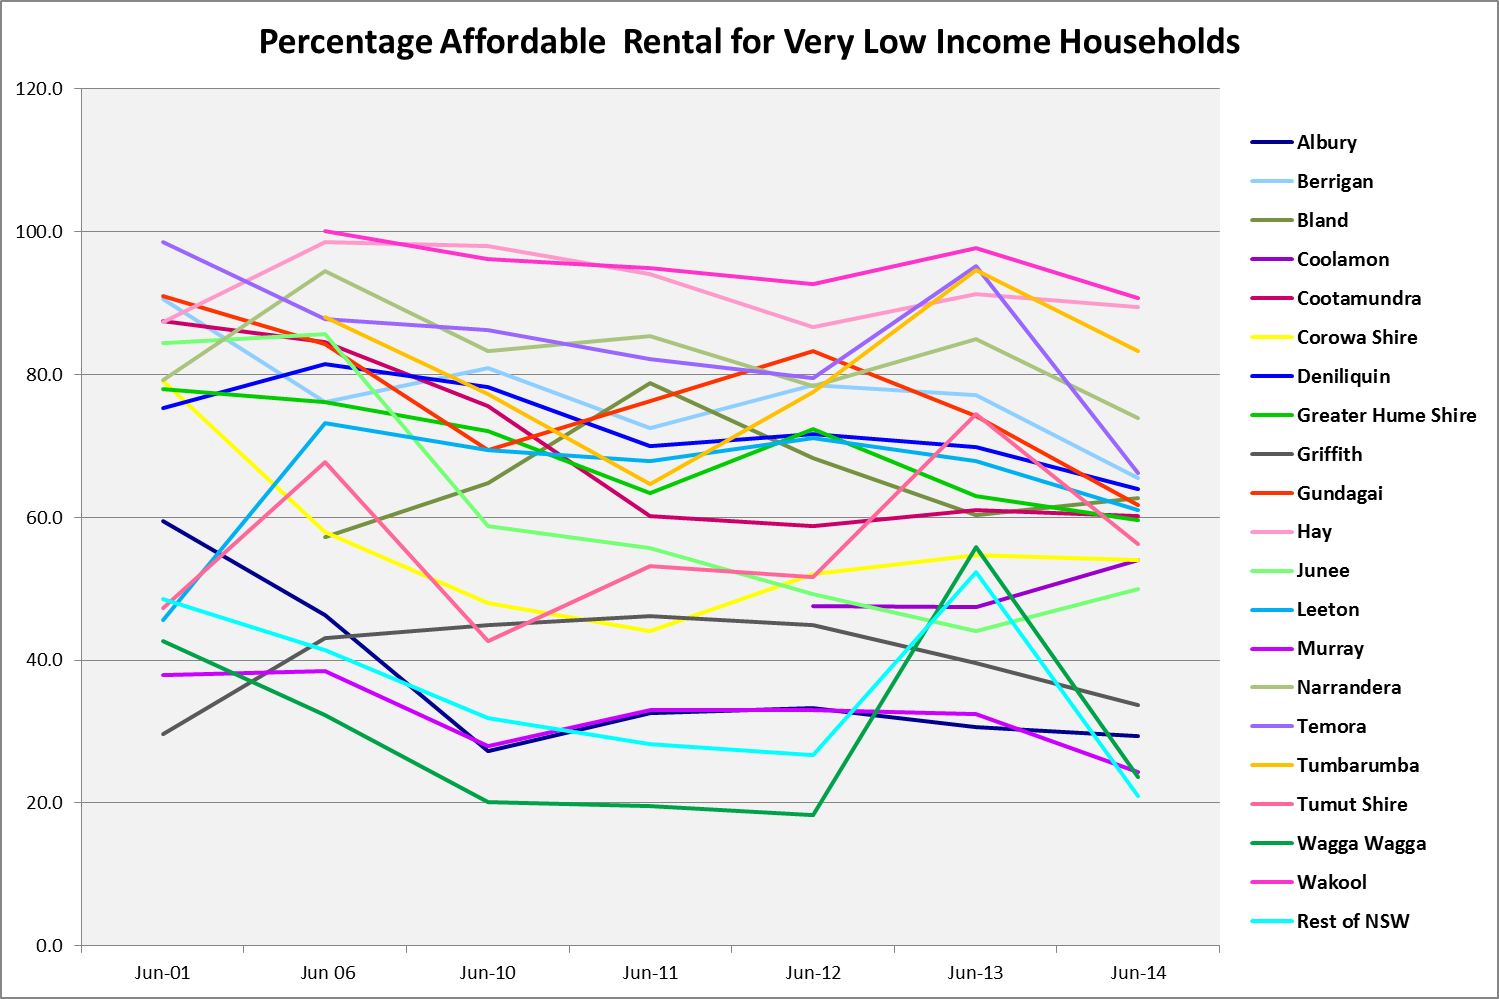 Percentage Affordable  Rental for Very Low Income Households
120.0
100.0
80.0
60.0
40.0
20.0
0.0
Jun-01 Jun 06 Jun-10 Jun-11 Jun-12 Jun-13 Jun-14
Albury
Berrigan
Bland
Coolamon
Cootamundra
Corowa Shire
Deniliquin
Greater Hume Shire
Griffith
Gundagai
Hay
Junee
Leeton
Murray
Narrandera
Temora
Tumbarumba
Tumut Shire
Wagga Wagga
Wakool
Rest of NSW